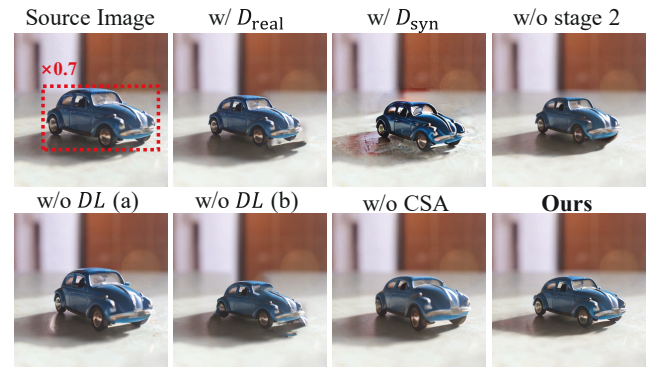 Source Image
w/ D_real
w/ D_syn
w/o stage 2
×0.7
w/o DL (a)
w/o DL (b)
w/o CSA
Ours